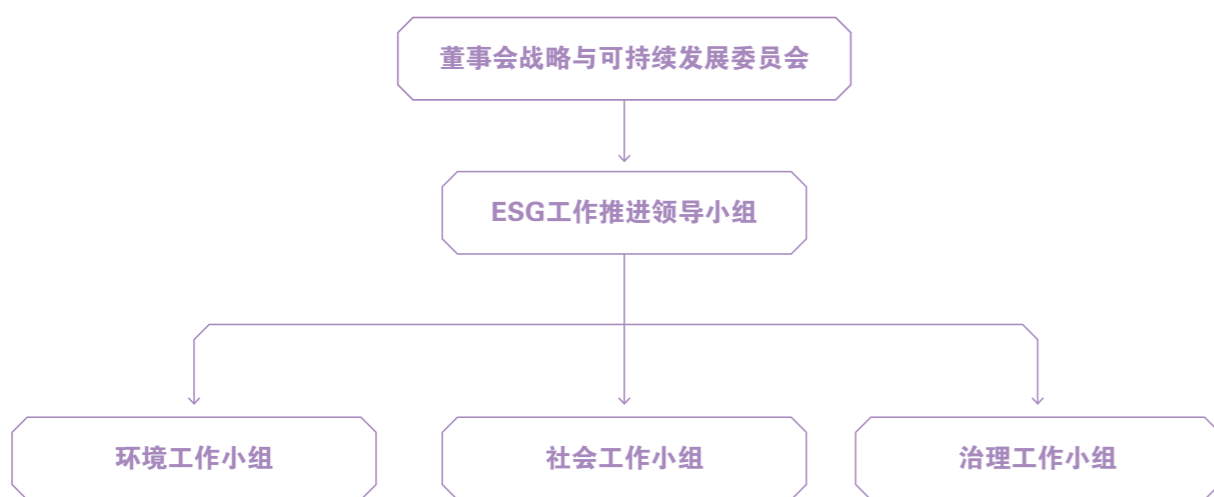 董事会战略与可持续发展委员会
ESG工作推进领导小组
环境工作小组
社会工作小组
治理工作小组